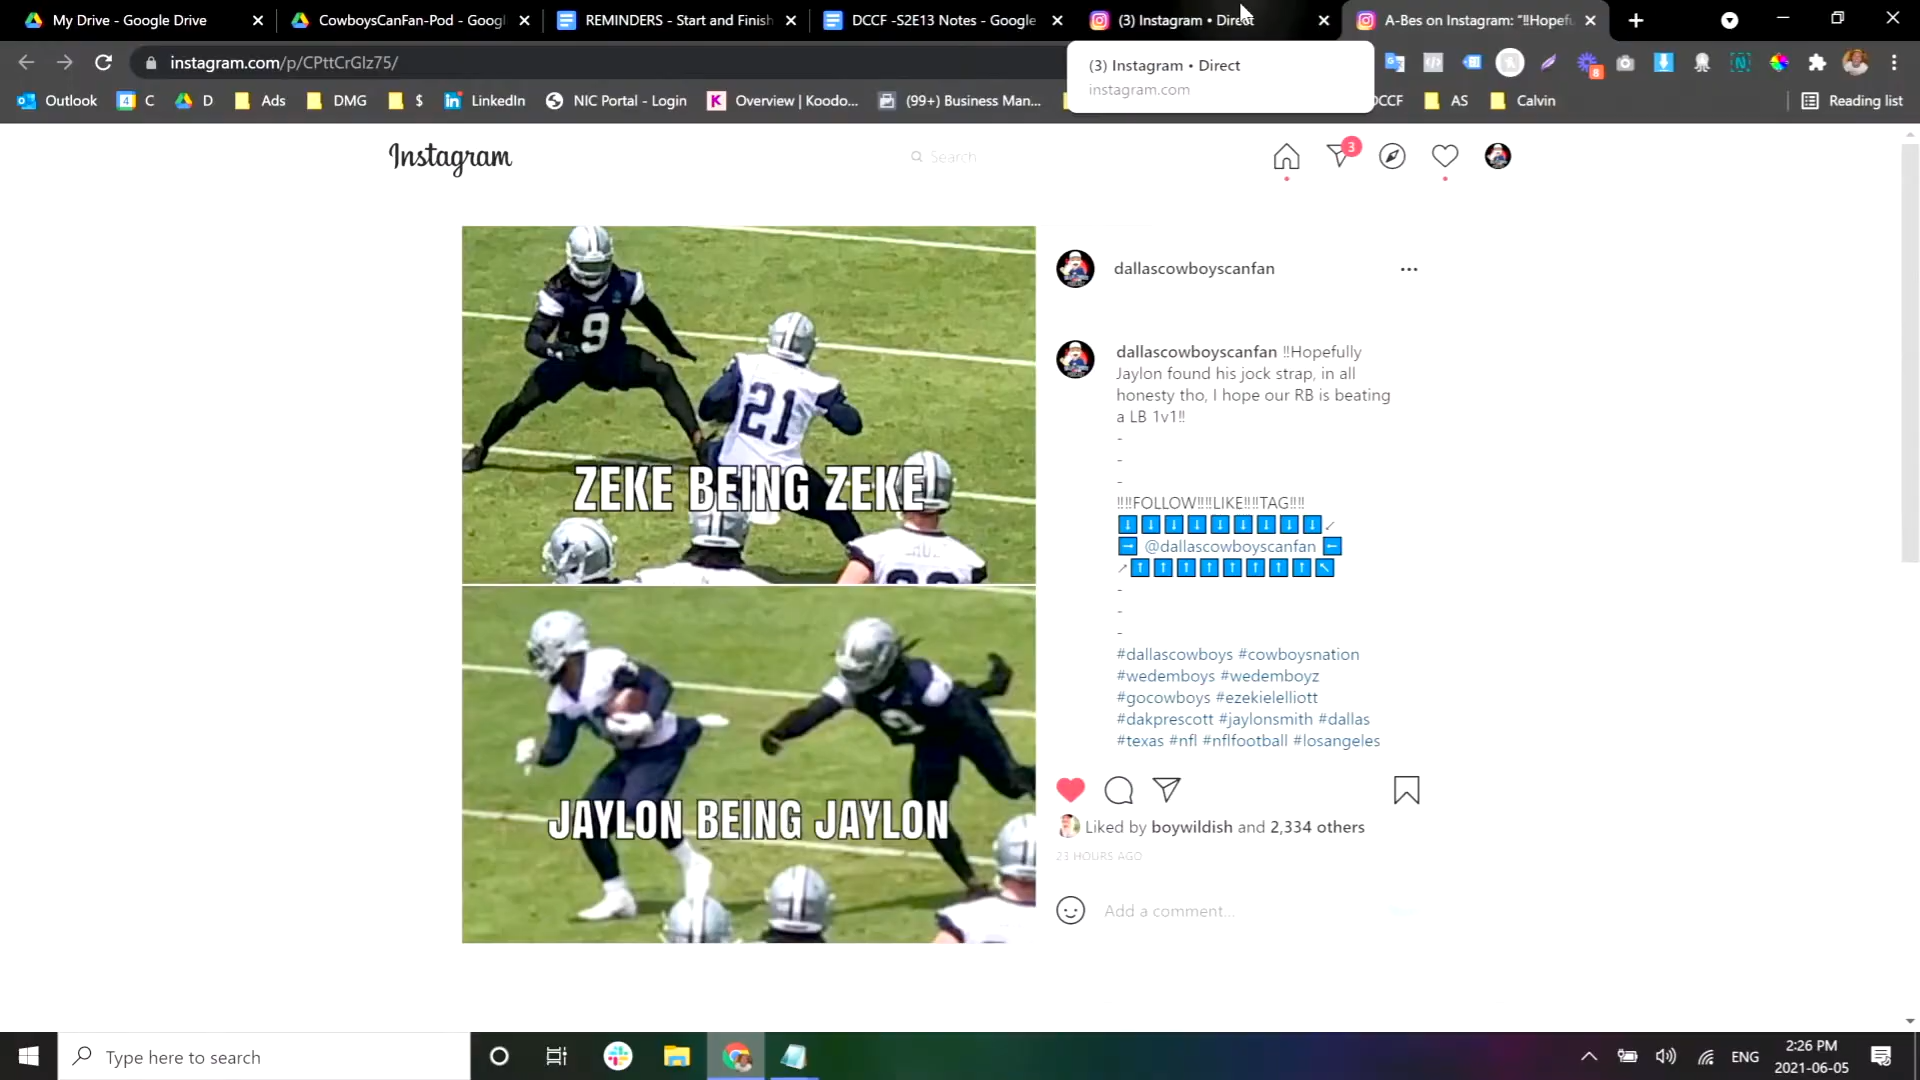 My Drive - Google Drive
CowboysCanFan-Pod - Googl
REMINDERS - Start and Finish
DCCF -S2E13 Notes - Google
(3) Instagram • Direct
A-Bes on Instagram: "‼Hopefu
instagram.com/p/CPttCrGlz75/
(3) Instagram • Direct
instagram.com
8
Outlook
4 C
D
Ads
DMG
$
LinkedIn
NIC Portal - Login
K Overview | Koodo...
(99+) Business Man...
DCCF
AS
Calvin
Reading list
Instagram
Search
3
9
21
ZEKE BEING ZEKE
JAYLON BEING JAYLON
dallascowboyscanfan
...
dallascowboyscanfan ‼Hopefully
Jaylon found his jock strap, in all
honesty tho, I hope our RB is beating
a LB 1v1‼
-
-
-
‼‼FOLLOW‼‼LIKE‼‼TAG‼‼
⬇⬇⬇⬇⬇⬇⬇⬇⬇↙
➡ @dallascowboyscanfan ⬅
↗⬆⬆⬆⬆⬆⬆⬆⬆↖
-
-
-
#dallascowboys #cowboysnation
#wedemboys #wedemboyz
#gocowboys #ezekielelliott
#dakprescott #jaylonsmith #dallas
#texas #nfl #nflfootball #losangeles
Liked by boywildish and 2,334 others
23 HOURS AGO
Add a comment...
Type here to search
ENG
2:26 PM
2021-06-05